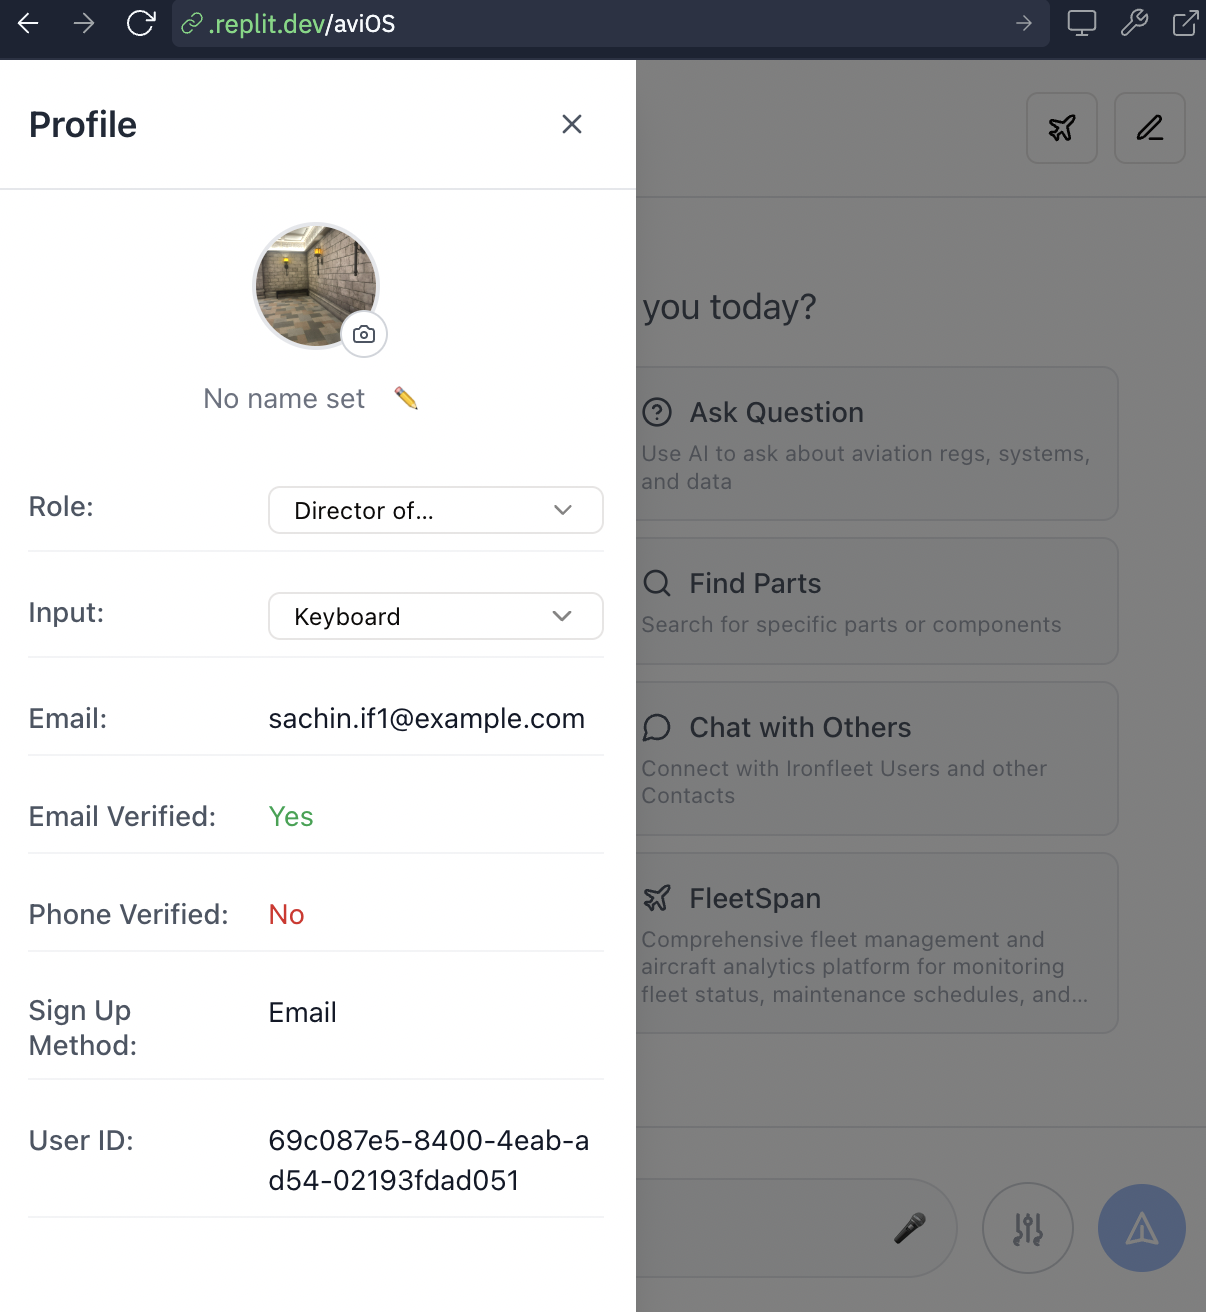 .replit.dev/aviOS
Profile
you today?
No name set
Ask Question
Use AI to ask about aviation regs, systems,
and data
Role:
Director of...
Find Parts
Search for specific parts or components
Input:
Keyboard
Email:
sachin.if1@example.com
Chat with Others
Connect with Ironfleet Users and other
Contacts
Email Verified:
Yes
Phone Verified:
No
FleetSpan
Comprehensive fleet management and
aircraft analytics platform for monitoring
fleet status, maintenance schedules, and...
Sign Up
Method:
Email
User ID:
69c087e5-8400-4eab-a
d54-02193fdad051